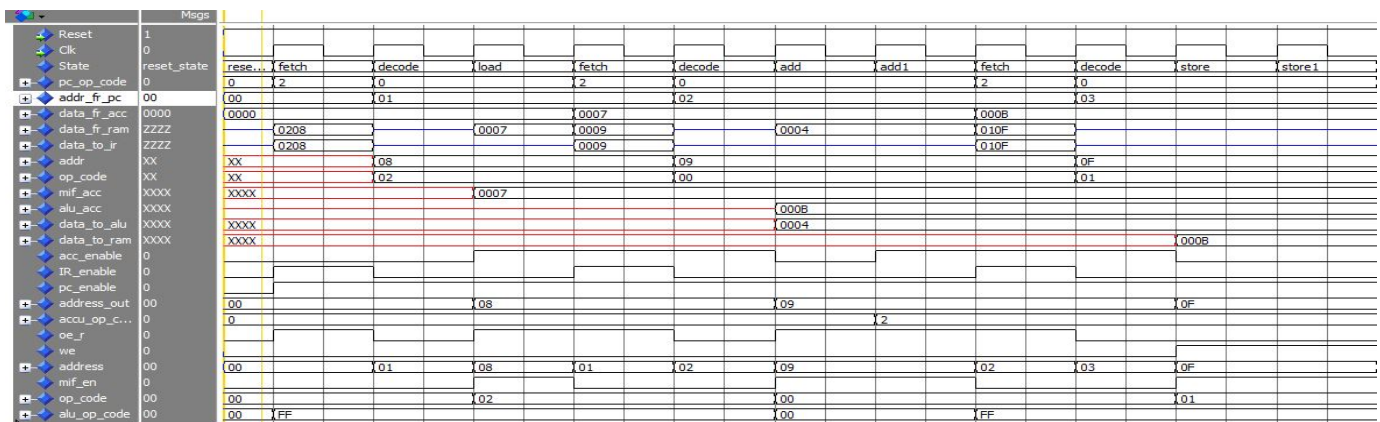 Msgs
Reset 1
Clk 0
State reset_state rese... fetch decode load fetch decode add add1 fetch decode store store1
pc_op_code 0 0 2 0 2 0 2 0
addr_fr_pc 00 00 01 02 03
data_fr_acc 0000 0000 0007 000B
data_fr_ram ZZZZ 0208 0007 0009 0004 010F
data_to_ir ZZZZ 0208 0009 010F
addr XX XX 08 09 0F
op_code XX XX 02 00 01
mif_acc XXXX XXXX 0007
alu_acc XXXX 000B
data_to_alu XXXX XXXX 0004
data_to_ram XXXX XXXX 000B
acc_enable 0
IR_enable 0
pc_enable 0
address_out 00 00 08 09 0F
accu_op_c... 0 0 2
oe_r 0
we 0
address 00 00 01 08 01 02 09 02 03 0F
mif_en 0
op_code 00 00 02 00 01
alu_op_code 00 00 FF 00 FF